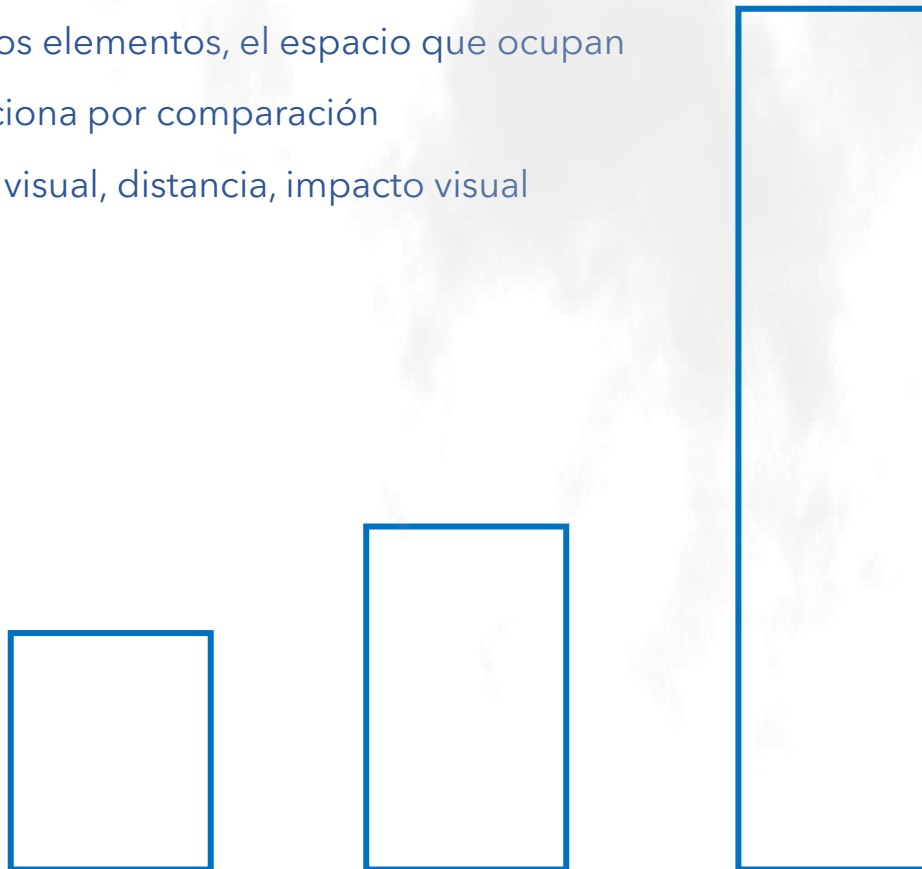 os elementos, el espacio que ocupan
ciona por comparación
visual, distancia, impacto visual